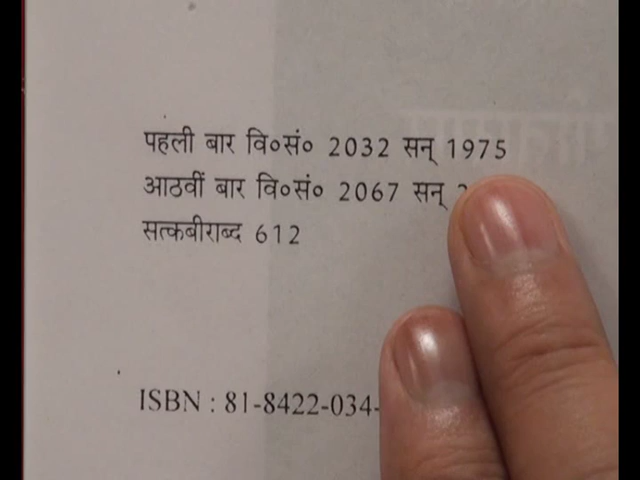 पहली बार वि०सं० 2032 सन् 1975
आठवीं बार वि०सं० 2067 सन्
सत्कबीराब्द 612
ISBN : 81-8422-034-